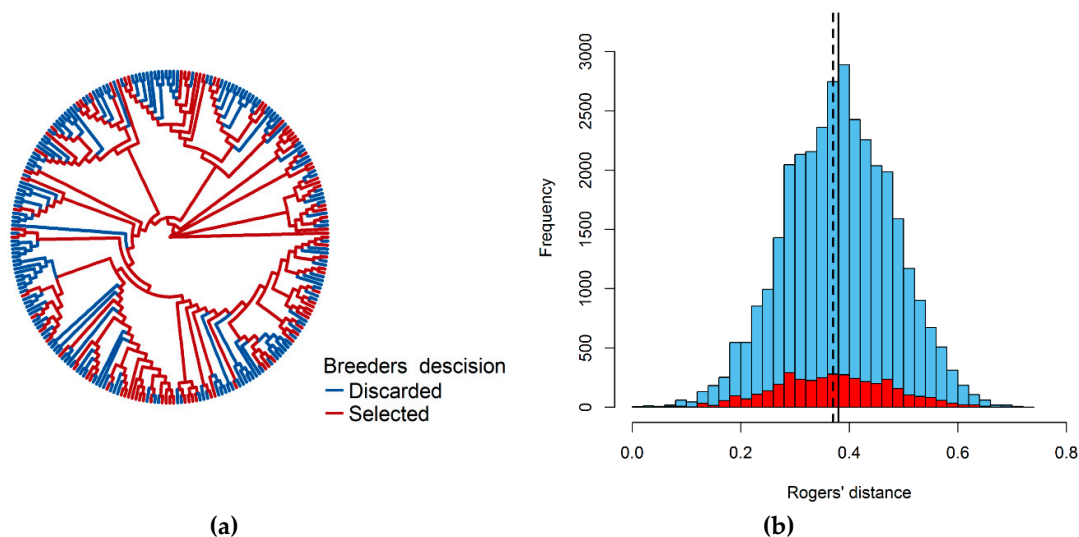 Breeders descision
Discarded
Selected
(a)
Frequency
3000
2500
2000
1500
1000
500
0
0.0 0.2 0.4 0.6 0.8
Rogers' distance
(b)